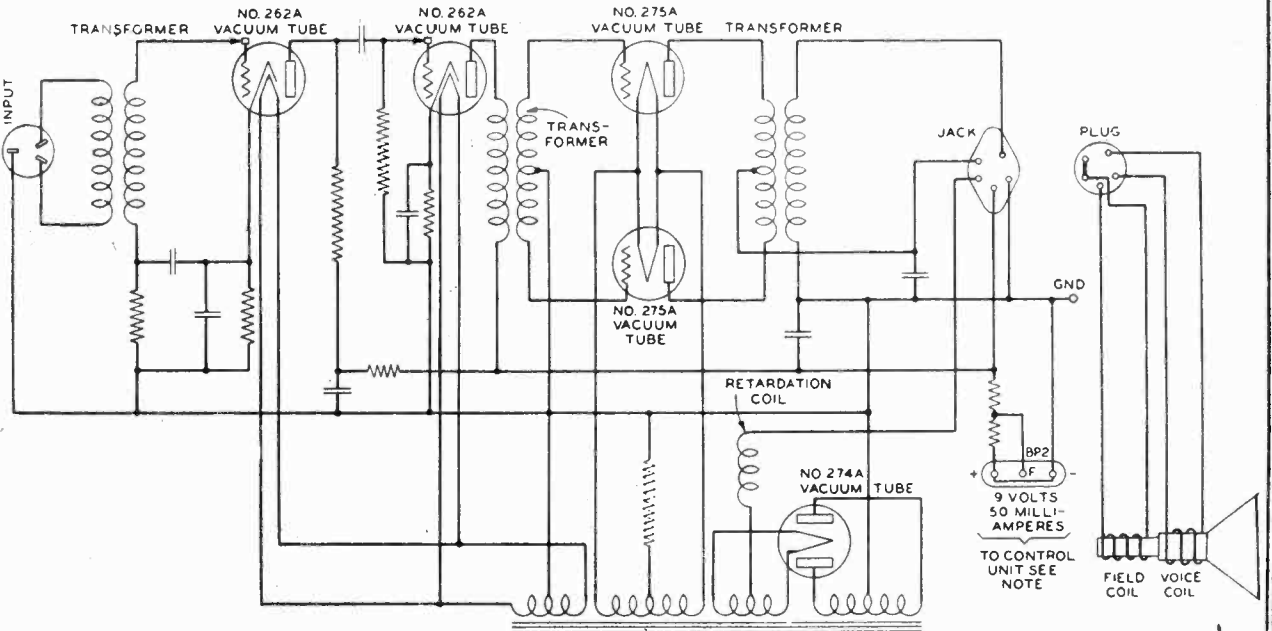 NO. 262A
VACUUM TUBE
NO. 262A
VACUUM TUBE
NO. 275A
VACUUM TUBE
TRANSFORMER
TRANSFORMER
INPUT
TRANS-
FORMER
JACK
PLUG
GND
NO. 275A
VACUUM
TUBE
RETARDATION
COIL
NO. 274A
VACUUM TUBE
BP2
+
F
-
9 VOLTS
50 MILLI-
AMPERES
TO CONTROL
UNIT SEE
NOTE
FIELD
COIL
VOICE
COIL